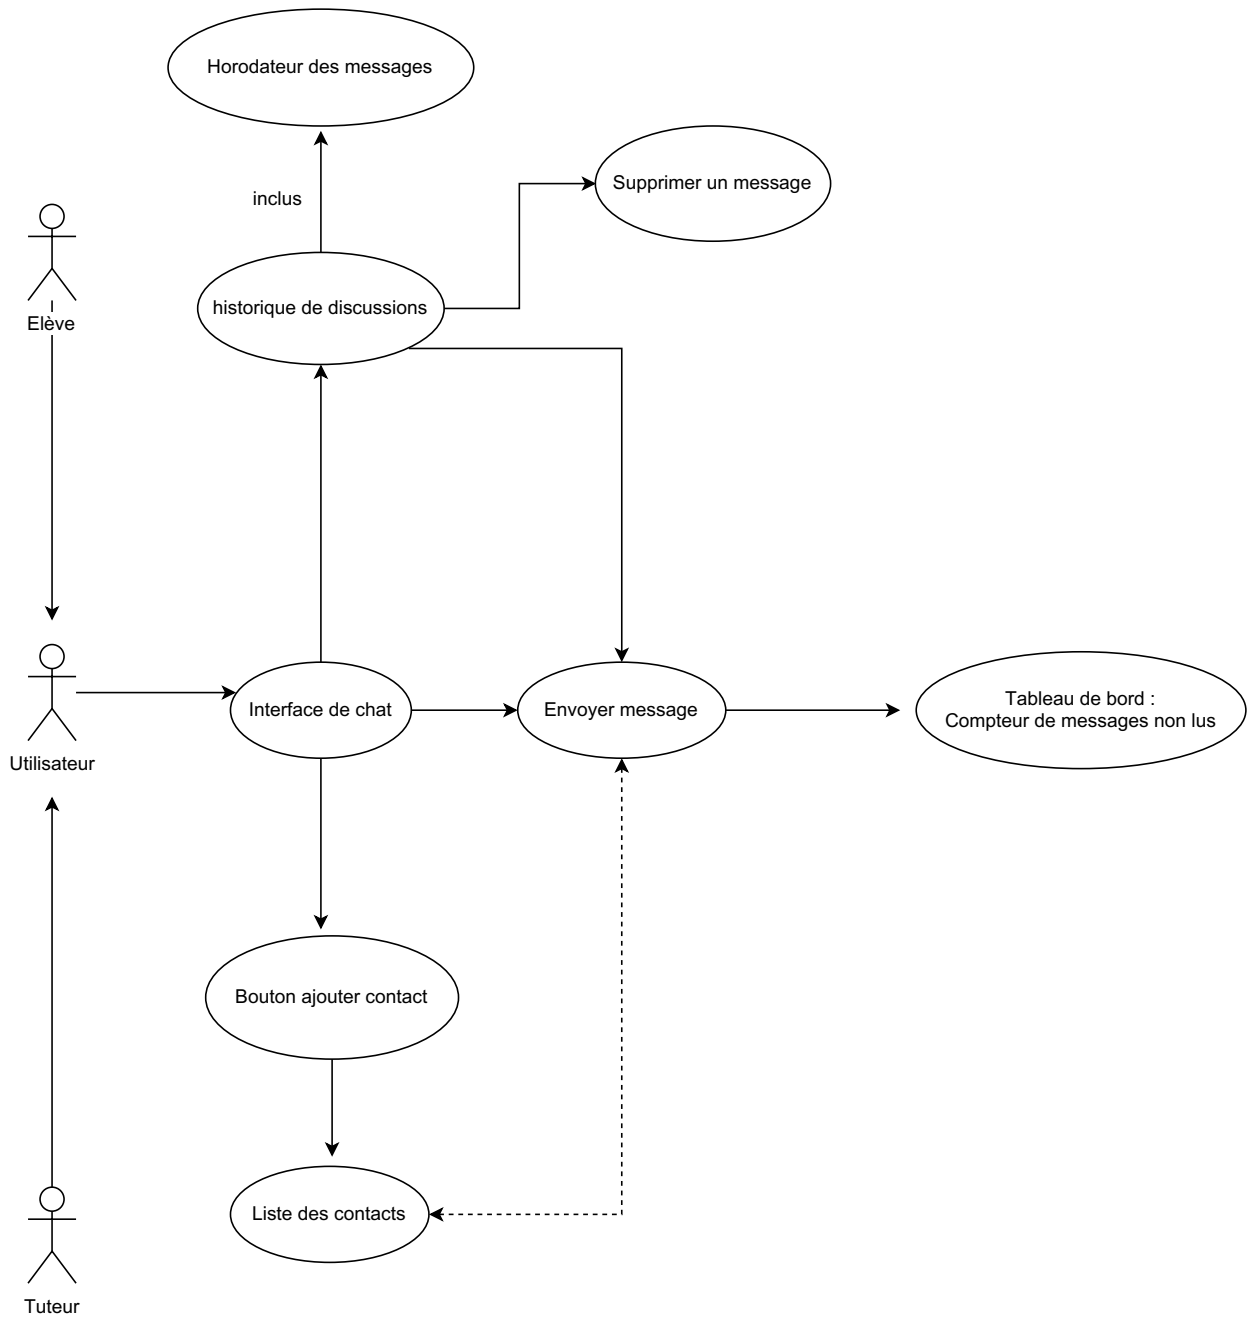 Horodateur des messages
Supprimer un message
inclus
historique de discussions
Elève
Interface de chat
Envoyer message
Tableau de bord :
Compteur de messages non lus
Utilisateur
Bouton ajouter contact
Liste des contacts
Tuteur